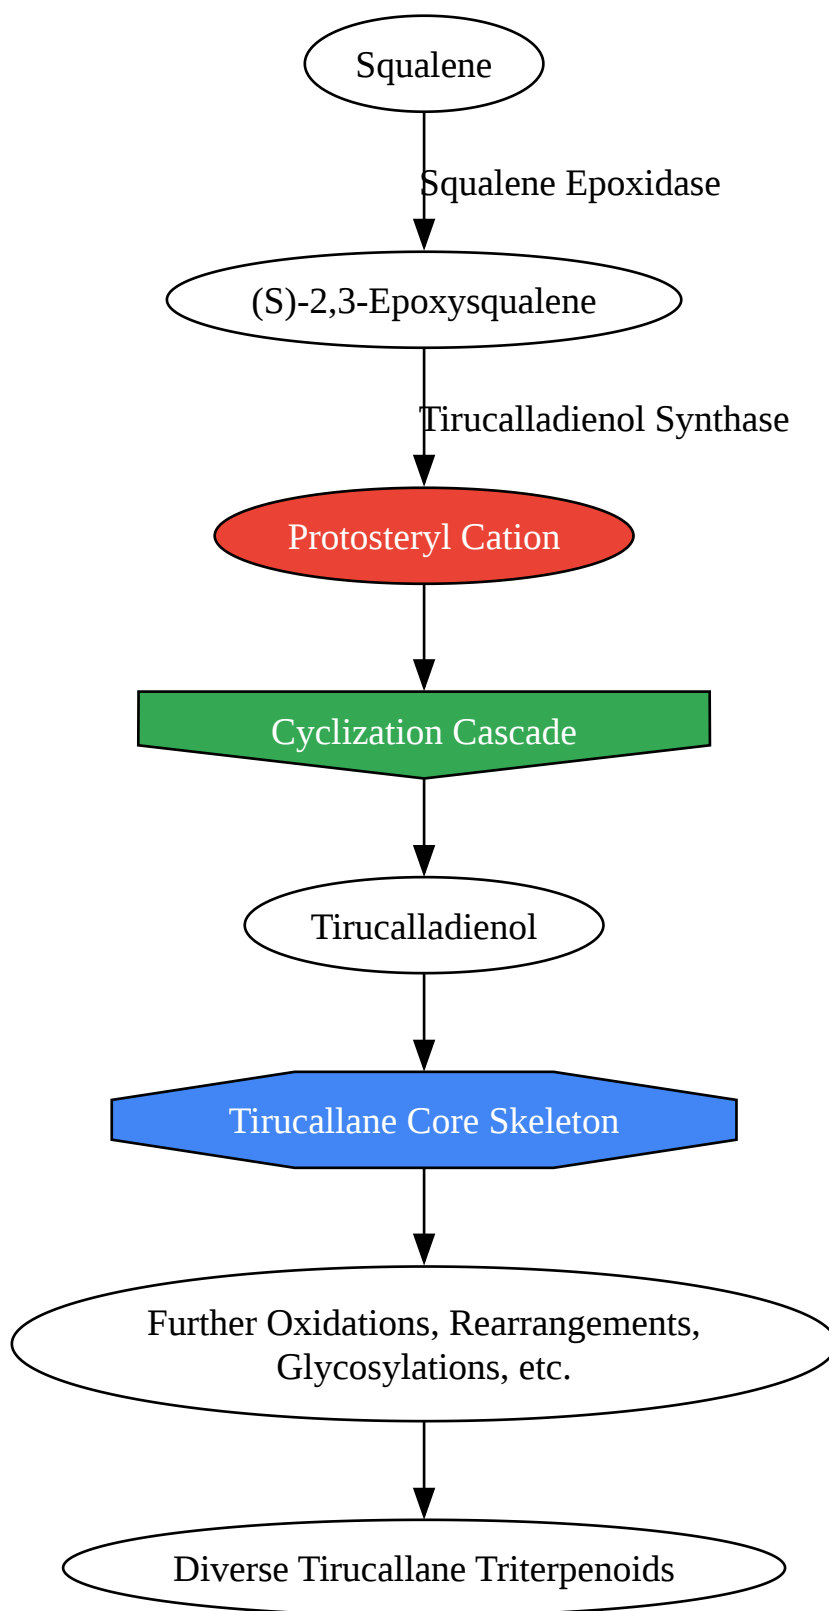 Squalene
Squalene Epoxidase
(S)-2,3-Epoxysqualene
Tirucalladienol Synthase
Protosteryl Cation
Cyclization Cascade
Tirucalladienol
Tirucallane Core Skeleton
Further Oxidations, Rearrangements,
Glycosylations, etc.
Diverse Tirucallane Triterpenoids